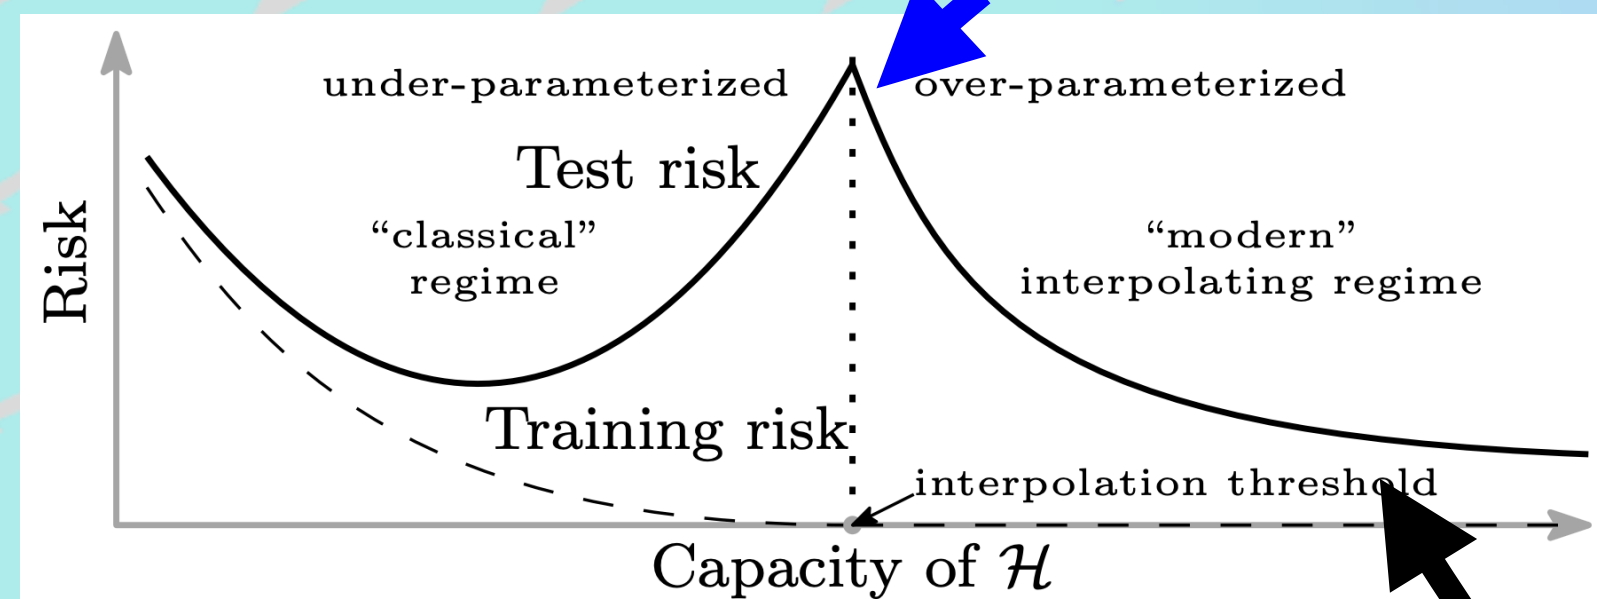 under-parameterized
over-parameterized
Test risk
“classical”
regime
“modern”
interpolating regime
Risk
Training risk
interpolation threshold
Capacity of ℋ